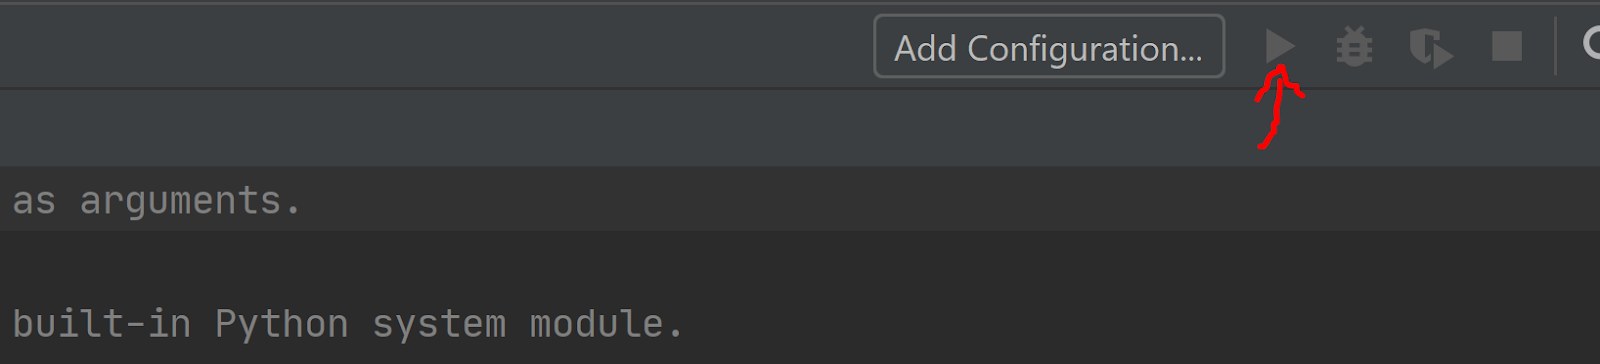 Add Configuration...
as arguments.
built-in Python system module.